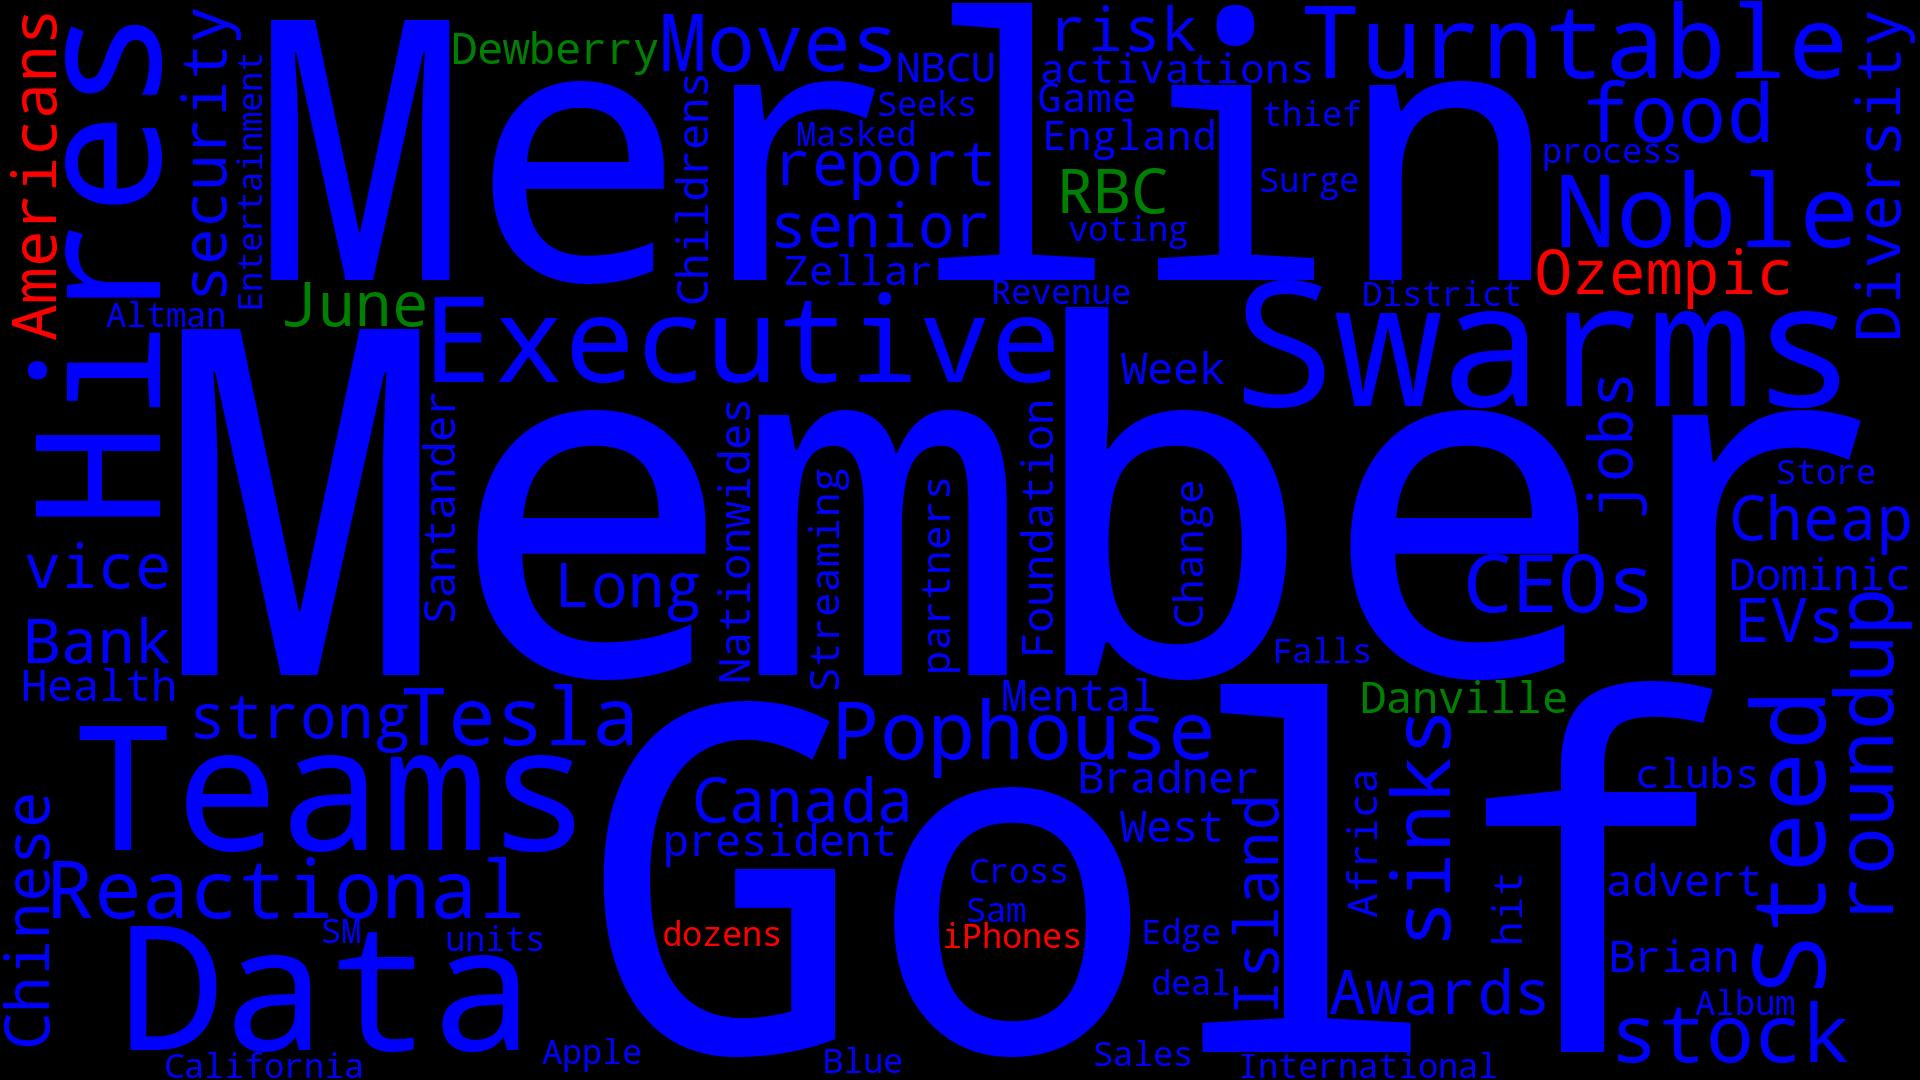 Americans
Hires
security
Entertainment
Merlin
Dewberry
Moves
NBCU
risk
activations
Turntable
Diversity
Childrens
Seeks
Masked
report
senior
Zellar
Game
England
RBC
voting
thief
Surge
food
process
Noble
Ozempic
Revenue
District
Altman
June
Executive
Swarms
Week
Member
Santander
Long
Nationwides
Streaming
partners
Foundation
Change
jobs
CEOs
Store
Cheap
Dominic
EVs
roundup
vice
Bank
Health
Falls
Mental
Danville
strong
Tesla
Teams
Golf
Pophouse
Canada
president
Bradner
West
Island
Africa
sinks
clubs
Steed
Chinese
Reactional
SM
units
Data
dozens
Cross
Sam
iPhones
Edge
deal
hit
advert
Brian
Awards
Album
stock
California
Apple
Blue
Sales
International